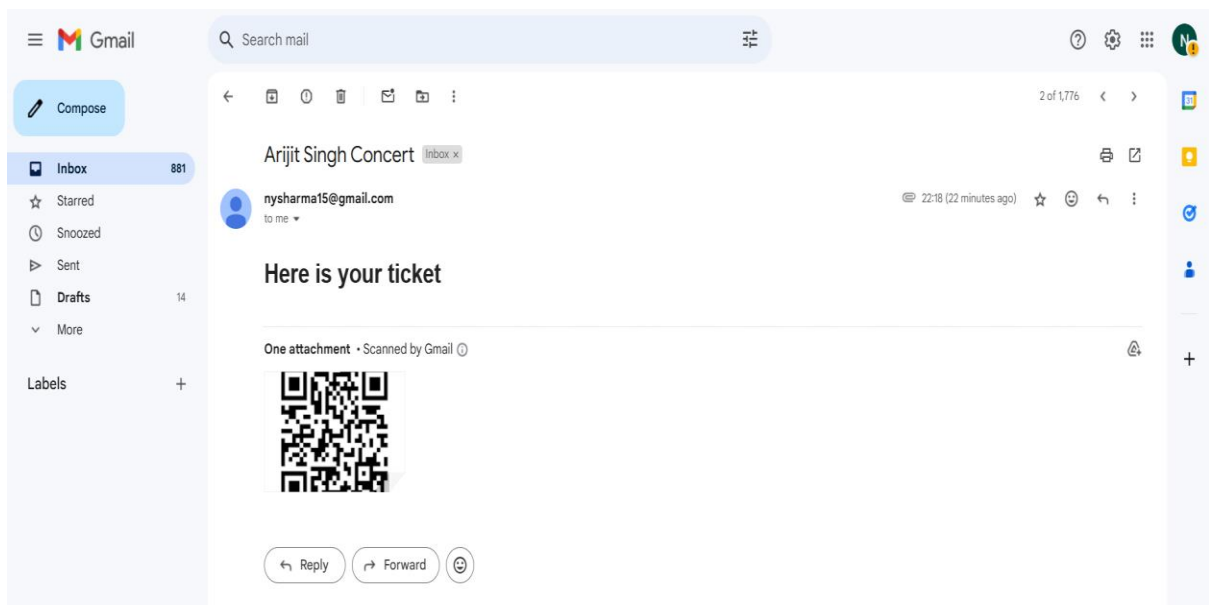 Gmail
Search mail
Compose
2 of 1,776
Inbox 881
Starred
Snoozed
Sent
Drafts 14
More
Labels
Arijit Singh Concert Inbox ×
nysharma15@gmail.com
22:18 (22 minutes ago)
to me
Here is your ticket
One attachment • Scanned by Gmail
Reply
Forward
N
31